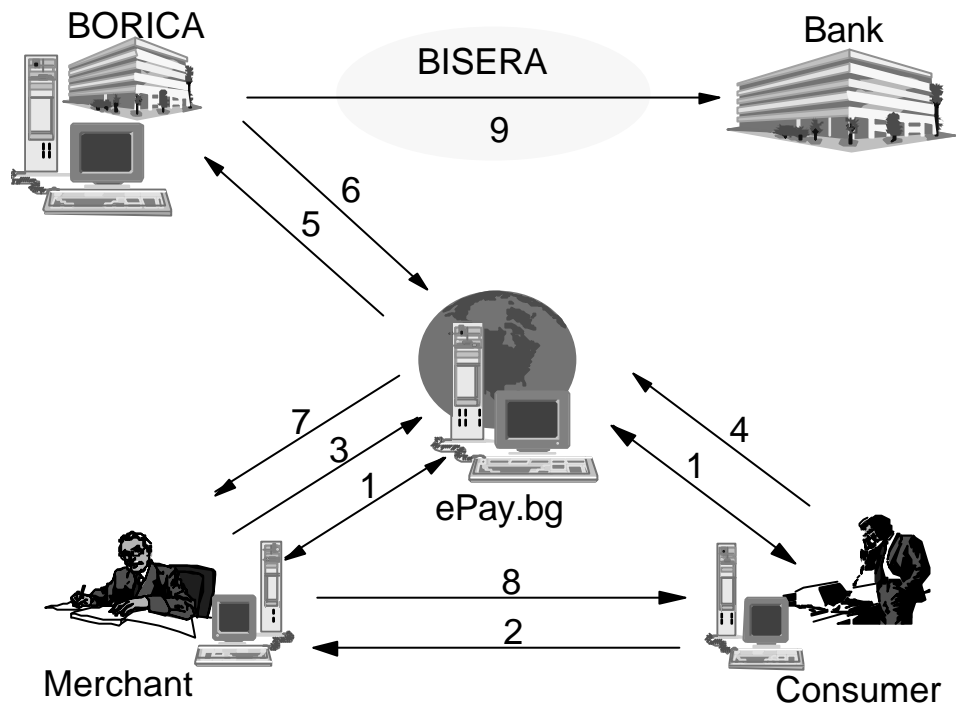 BORICA
Bank
BISERA
9
6
5
7
3
4
1
1
ePay.bg
8
2
Merchant
Consumer